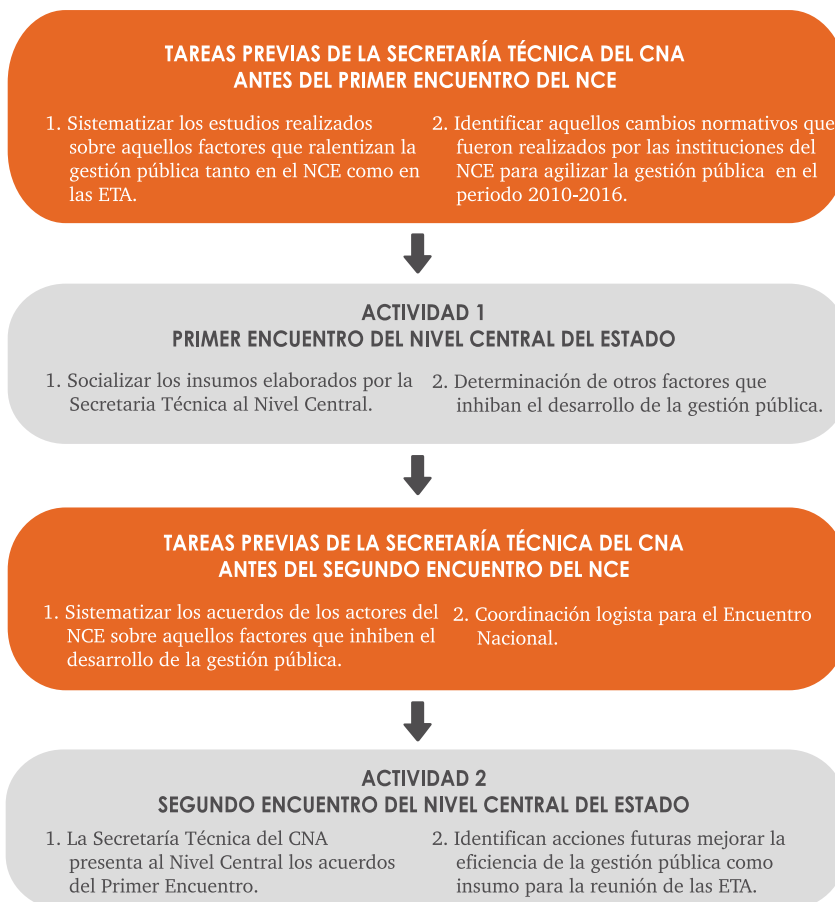 TAREAS PREVIAS DE LA SECRETARÍA TÉCNICA DEL CNA
ANTES DEL PRIMER ENCUENTRO DEL NCE
1. Sistematizar los estudios realizados
sobre aquellos factores que ralentizan la
gestión pública tanto en el NCE como en
las ETA.
2. Identificar aquellos cambios normativos que
fueron realizados por las instituciones del
NCE para agilizar la gestión pública en el
periodo 2010-2016.
ACTIVIDAD 1
PRIMER ENCUENTRO DEL NIVEL CENTRAL DEL ESTADO
1. Socializar los insumos elaborados por la
Secretaria Técnica al Nivel Central.
2. Determinación de otros factores que
inhiban el desarrollo de la gestión pública.
TAREAS PREVIAS DE LA SECRETARÍA TÉCNICA DEL CNA
ANTES DEL SEGUNDO ENCUENTRO DEL NCE
1. Sistematizar los acuerdos de los actores del
NCE sobre aquellos factores que inhiben el
desarrollo de la gestión pública.
2. Coordinación logista para el Encuentro
Nacional.
ACTIVIDAD 2
SEGUNDO ENCUENTRO DEL NIVEL CENTRAL DEL ESTADO
1. La Secretaría Técnica del CNA
presenta al Nivel Central los acuerdos
del Primer Encuentro.
2. Identifican acciones futuras mejorar la
eficiencia de la gestión pública como
insumo para la reunión de las ETA.